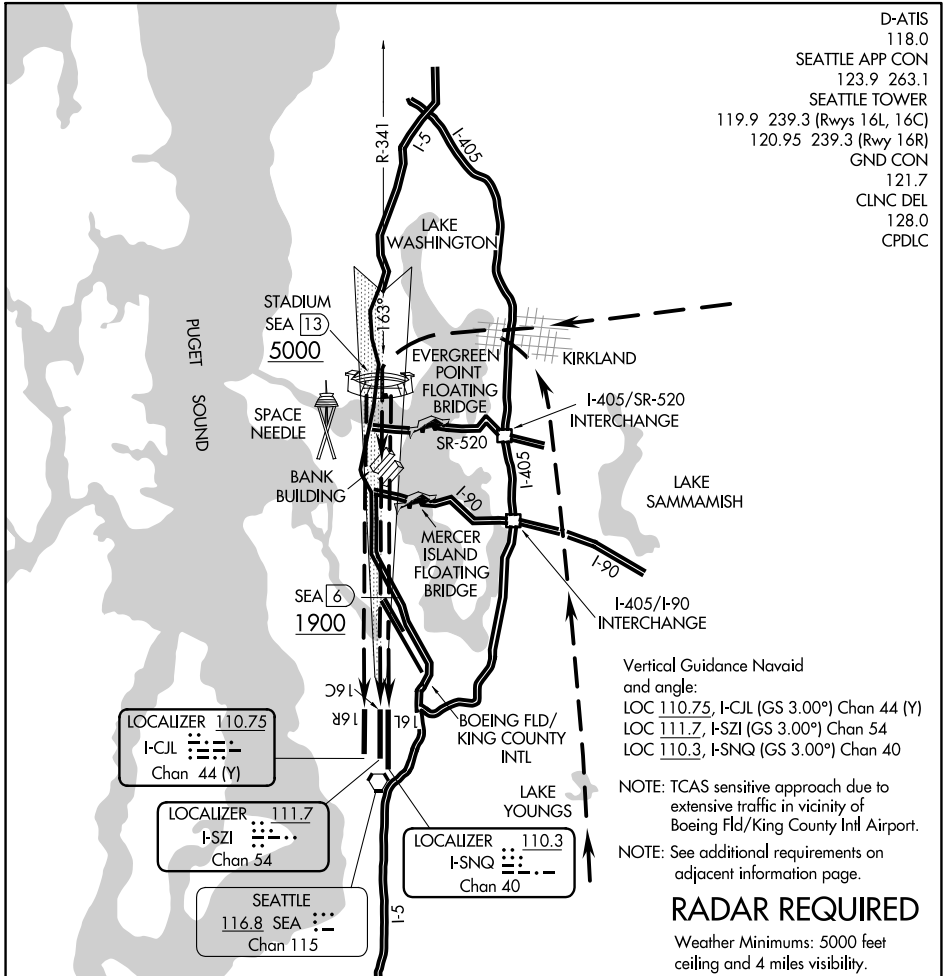 D-ATIS
118.0
SEATTLE APP CON
123.9 263.1
SEATTLE TOWER
119.9 239.3 (Rwys 16L, 16C)
120.95 239.3 (Rwy 16R)
GND CON
121.7
CLNC DEL
128.0
CPDLC
R-341
I-5
I-405
LAKE
WASHINGTON
163°
STADIUM
SEA 13
5000
PUGET SOUND
SPACE
NEEDLE
EVERGREEN
POINT
FLOATING
BRIDGE
KIRKLAND
I-405/SR-520
INTERCHANGE
SR-520
I-405
BANK
BUILDING
I-90
LAKE
SAMMAMISH
MERCER
ISLAND
FLOATING
BRIDGE
I-90
SEA 6
1900
I-405/I-90
INTERCHANGE
16C
16R
16L
BOEING FLD/
KING COUNTY
INTL
Vertical Guidance Navaid
and angle:
LOC 110.75, I-CJL (GS 3.00°) Chan 44 (Y)
LOC 111.7, I-SZI (GS 3.00°) Chan 54
LOC 110.3, I-SNQ (GS 3.00°) Chan 40
LOCALIZER 110.75
I-CJL
Chan 44 (Y)
LOCALIZER 111.7
I-SZI
Chan 54
LAKE
YOUNGS
LOCALIZER 110.3
I-SNQ
Chan 40
SEATTLE
116.8 SEA
Chan 115
I-5
NOTE: TCAS sensitive approach due to
extensive traffic in vicinity of
Boeing Fld/King County Intl Airport.
NOTE: See additional requirements on
adjacent information page.
RADAR REQUIRED
Weather Minimums: 5000 feet
ceiling and 4 miles visibility.